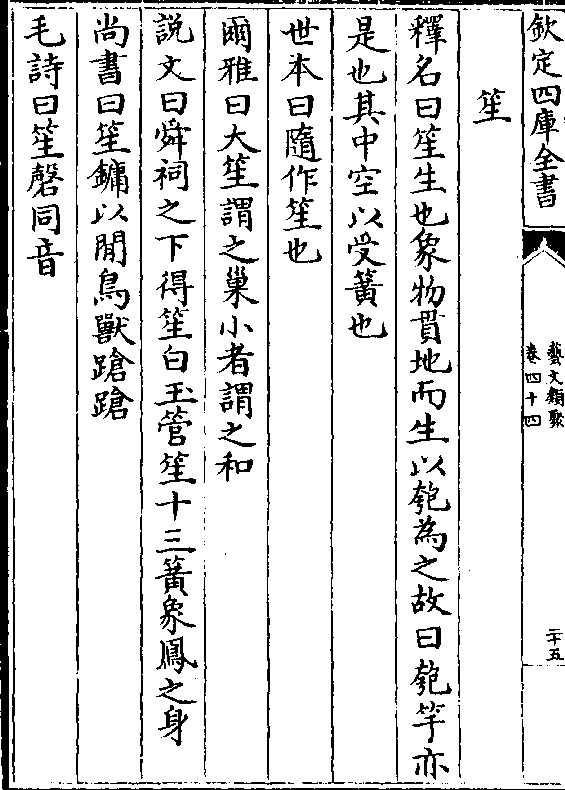 欽定四庫全書
藝文類聚
卷四十四
二十五
笙
釋名曰笙生也象物貫地而生以匏為之故曰匏竽亦
是也其中空以受簧也
世本曰隨作笙也
爾雅曰大笙謂之巢小者謂之和
説文曰舜祠之下得笙白玉管笙十三簧象鳳之身
尚書曰笙鏞以閒鳥獸蹌蹌
毛詩曰笙磬同音